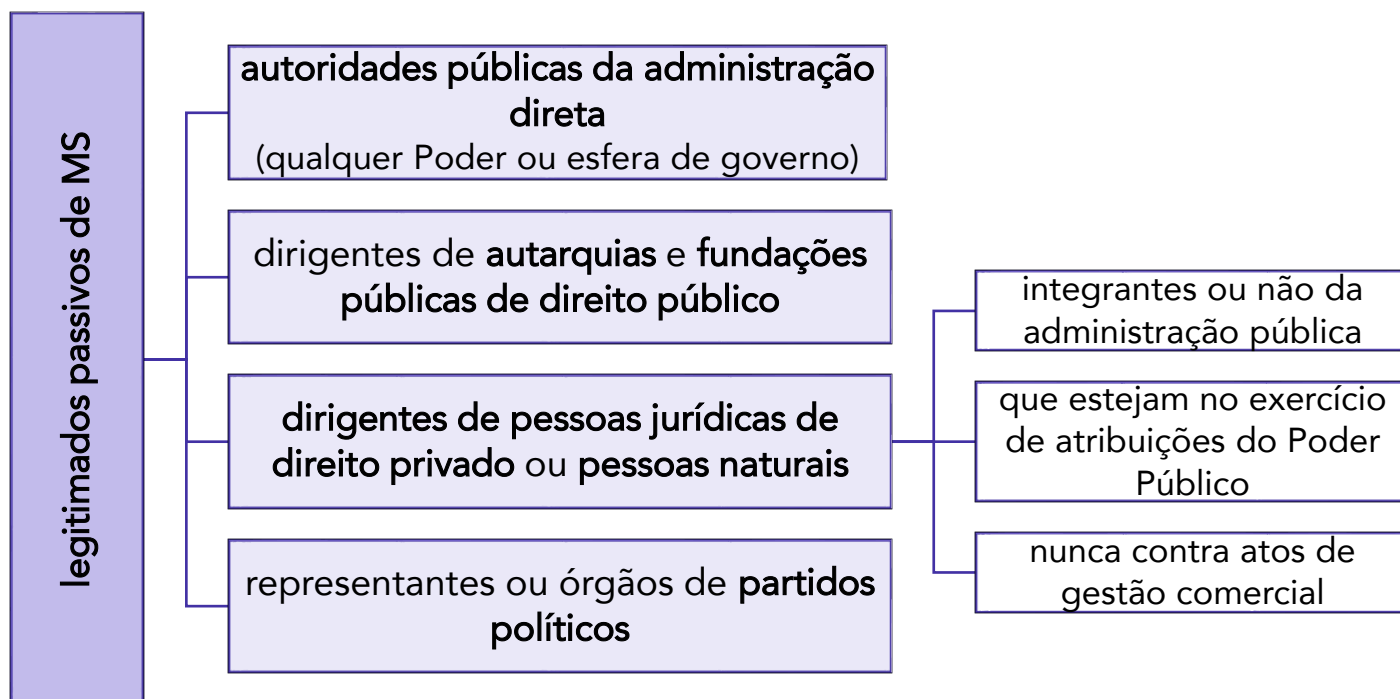 legitimados passivos de MS
autoridades públicas da administração
direta
(qualquer Poder ou esfera de governo)
dirigentes de autarquias e fundações
públicas de direito público
dirigentes de pessoas jurídicas de
direito privado ou pessoas naturais
integrantes ou não da
administração pública
que estejam no exercício
de atribuições do Poder
Público
nunca contra atos de
gestão comercial
representantes ou órgãos de partidos
políticos